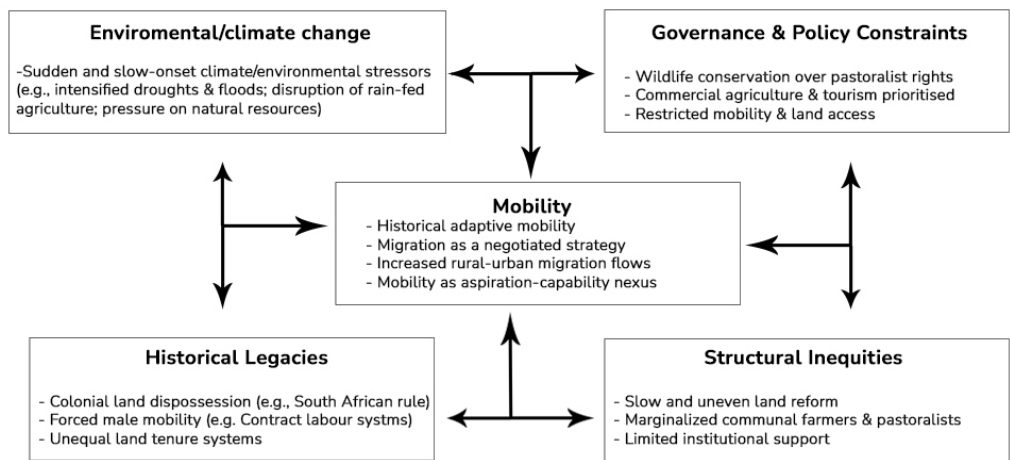 Enviromental/climate change
-Sudden and slow-onset climate/environmental stressors
(e.g., intensified droughts & floods; disruption of rain-fed
agriculture; pressure on natural resources)
Governance & Policy Constraints
- Wildlife conservation over pastoralist rights
- Commercial agriculture & tourism prioritised
- Restricted mobility & land access
Mobility
- Historical adaptive mobility
- Migration as a negotiated strategy
- Increased rural-urban migration flows
- Mobility as aspiration-capability nexus
Historical Legacies
- Colonial land dispossession (e.g., South African rule)
- Forced male mobility (e.g. Contract labour systms)
- Unequal land tenure systems
Structural Inequities
- Slow and uneven land reform
- Marginalized communal farmers & pastoralists
- Limited institutional support